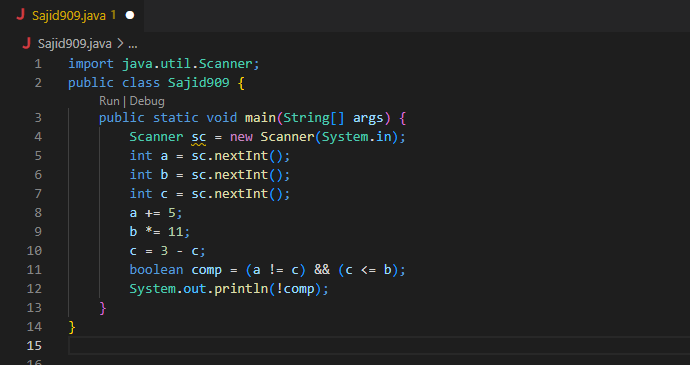 J Sajid909.java 1
J Sajid909.java > ...
1 import java.util.Scanner;
2 public class Sajid909 {
Run | Debug
3 public static void main(String[] args) {
4 Scanner sc = new Scanner(System.in);
5 int a = sc.nextInt();
6 int b = sc.nextInt();
7 int c = sc.nextInt();
8 a += 5;
9 b *= 11;
10 c = 3 - c;
11 boolean comp = (a != c) && (c <= b);
12 System.out.println(!comp);
13 }
14 }
15
16